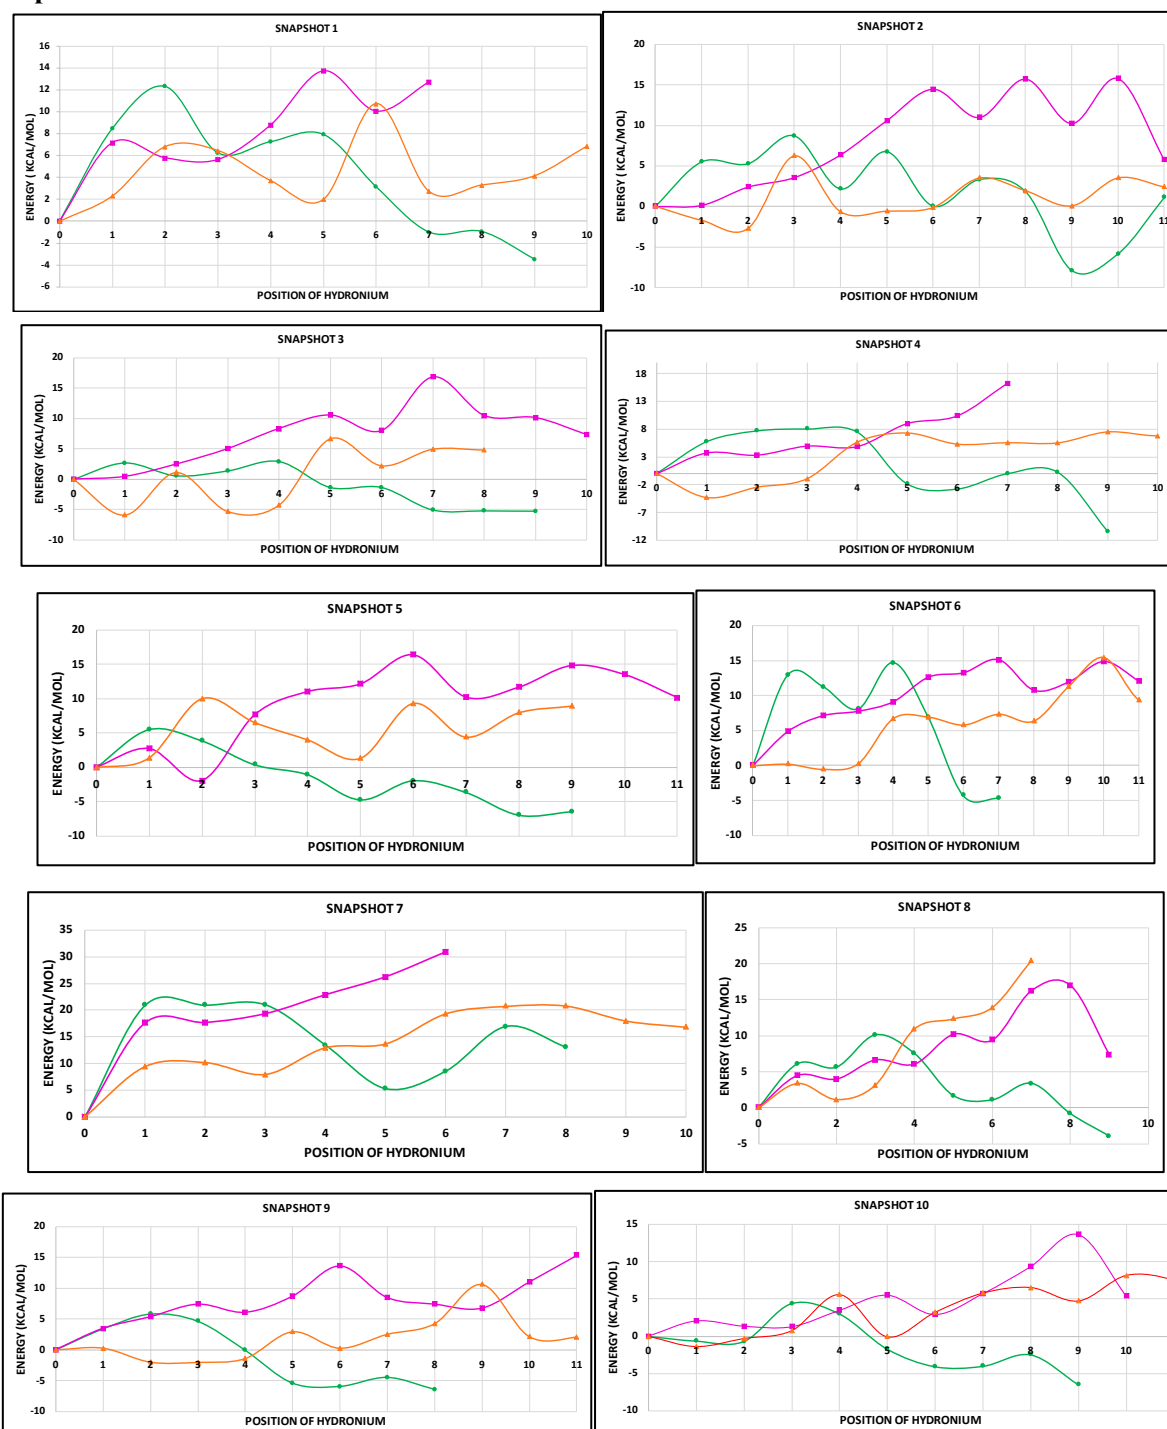 SNAPSHOT 1
ENERGY ( KCAL/MOL)
16
14
12
10
8
6
4
2
0
-2
-4
-6
0 1 2 3 4 5 6 7 8 9 10
POSITION OF HYDRONIUM
SNAPSHOT 2
ENERGY (KCAL/MOL)
20
15
10
5
0
-5
-10
0 1 2 3 4 5 6 7 8 9 10 11
POSITION OF HYDRONIUM
SNAPSHOT 3
ENERGY (KCAL/MOL)
20
15
10
5
0
-5
-10
0 1 2 3 4 5 6 7 8 9 10
POSITION OF HYDRONIUM
SNAPSHOT 4
ENERGY (KCAL/MOL)
18
13
8
3
-2
-7
-12
0 1 2 3 4 5 6 7 8 9 10
POSITION OF HYDRONIUM
SNAPSHOT 5
ENERGY (KCAL/MOL)
20
15
10
5
0
-5
-10
0 1 2 3 4 5 6 7 8 9 10 11
POSITION OF HYDRONIUM
SNAPSHOT 6
ENERGY (KCAL/MOL)
20
15
10
5
0
-5
-10
0 1 2 3 4 5 6 7 8 9 10 11
POSITION OF HYDRONIUM
SNAPSHOT 7
ENERGY (KCAL/MOL)
35
30
25
20
15
10
5
0
0 1 2 3 4 5 6 7 8 9 10
POSITION OF HYDRONIUM
SNAPSHOT 8
ENERGY (KCAL/MOL)
25
20
15
10
5
0
-5
0 2 4 6 8 10
POSITION OF HYDRONIUM
SNAPSHOT 9
ENERGY (KCAL/MOL)
20
15
10
5
0
-5
-10
0 1 2 3 4 5 6 7 8 9 10 11
POSITION OF HYDRONIUM
SNAPSHOT 10
ENERGY (KCAL/MOL)
15
10
5
0
-5
-10
0 1 2 3 4 5 6 7 8 9 10
POSITION OF HYDRONIUM